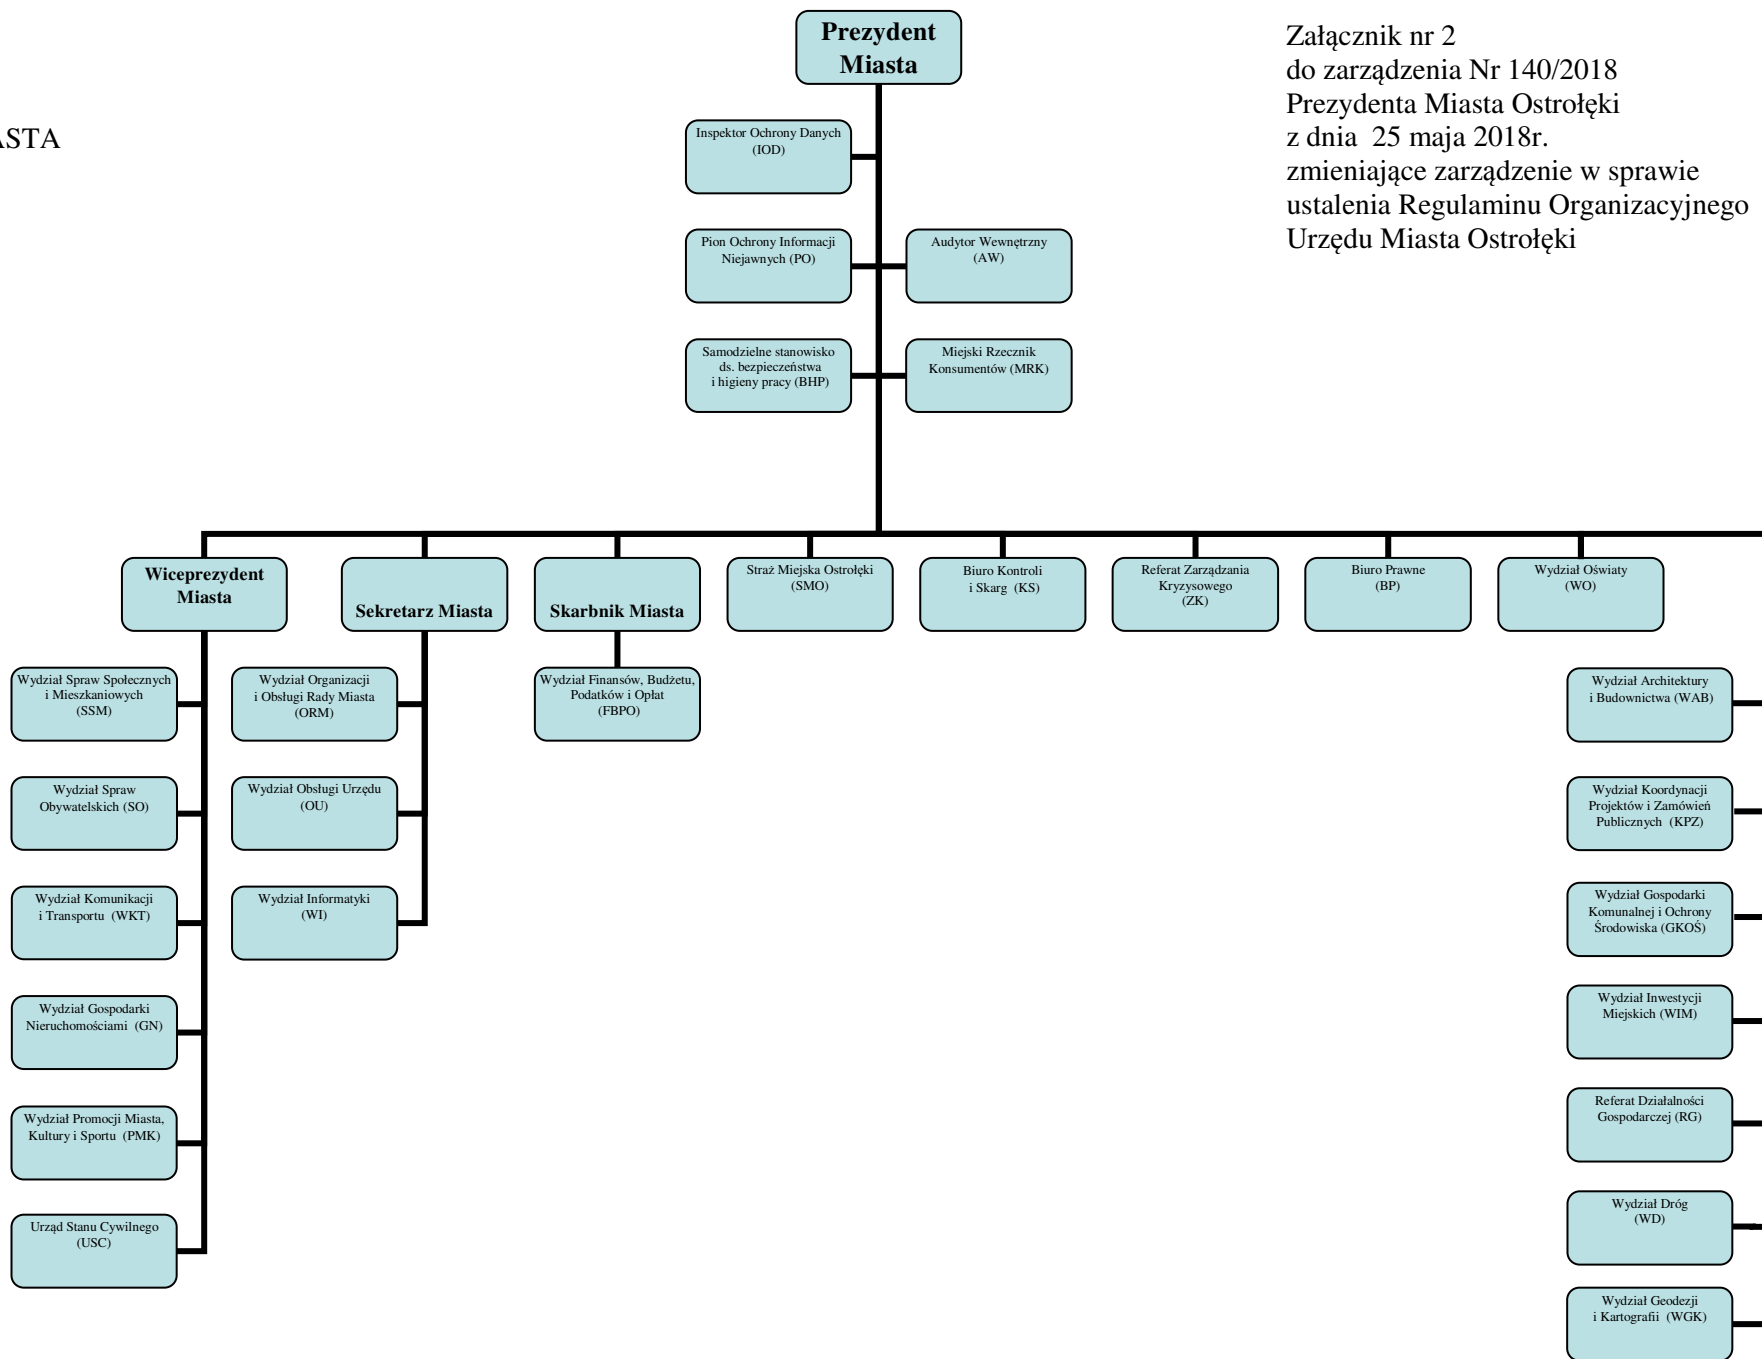 Prezydent
Miasta
Załącznik nr 2
do zarządzenia Nr 140/2018
Prezydenta Miasta Ostrołęki
z dnia  25 maja 2018r.
zmieniające zarządzenie w sprawie
ustalenia Regulaminu Organizacyjnego
Urzędu Miasta Ostrołęki
ASTA
Inspektor Ochrony Danych
(IOD)
Pion Ochrony Informacji
Niejawnych (PO)
Audytor Wewnętrzny
(AW)
Samodzielne stanowisko
ds. bezpieczeństwa
i higieny pracy (BHP)
Miejski Rzecznik
Konsumentów (MRK)
Wiceprezydent
Miasta
Sekretarz Miasta
Skarbnik Miasta
Straż Miejska Ostrołęki
(SMO)
Biuro Kontroli
i Skarg  (KS)
Referat Zarządzania
Kryzysowego
(ZK)
Biuro Prawne
(BP)
Wydział Oświaty
(WO)
Wydział Spraw Społecznych
i Mieszkaniowych
(SSM)
Wydział Spraw
Obywatelskich (SO)
Wydział Komunikacji
i Transportu  (WKT)
Wydział Gospodarki
Nieruchomościami  (GN)
Wydział Promocji Miasta,
Kultury i Sportu  (PMK)
Urząd Stanu Cywilnego
(USC)
Wydział Organizacji
i Obsługi Rady Miasta
(ORM)
Wydział Obsługi Urzędu
(OU)
Wydział Informatyki
(WI)
Wydział Finansów, Budżetu,
Podatków i Opłat
(FBPO)
Wydział Architektury
i Budownictwa (WAB)
Wydział Koordynacji
Projektów i Zamówień
Publicznych  (KPZ)
Wydział Gospodarki
Komunalnej i Ochrony
Środowiska (GKOŚ)
Wydział Inwestycji
Miejskich (WIM)
Referat Działalności
Gospodarczej (RG)
Wydział Dróg
(WD)
Wydział Geodezji
i Kartografii  (WGK)